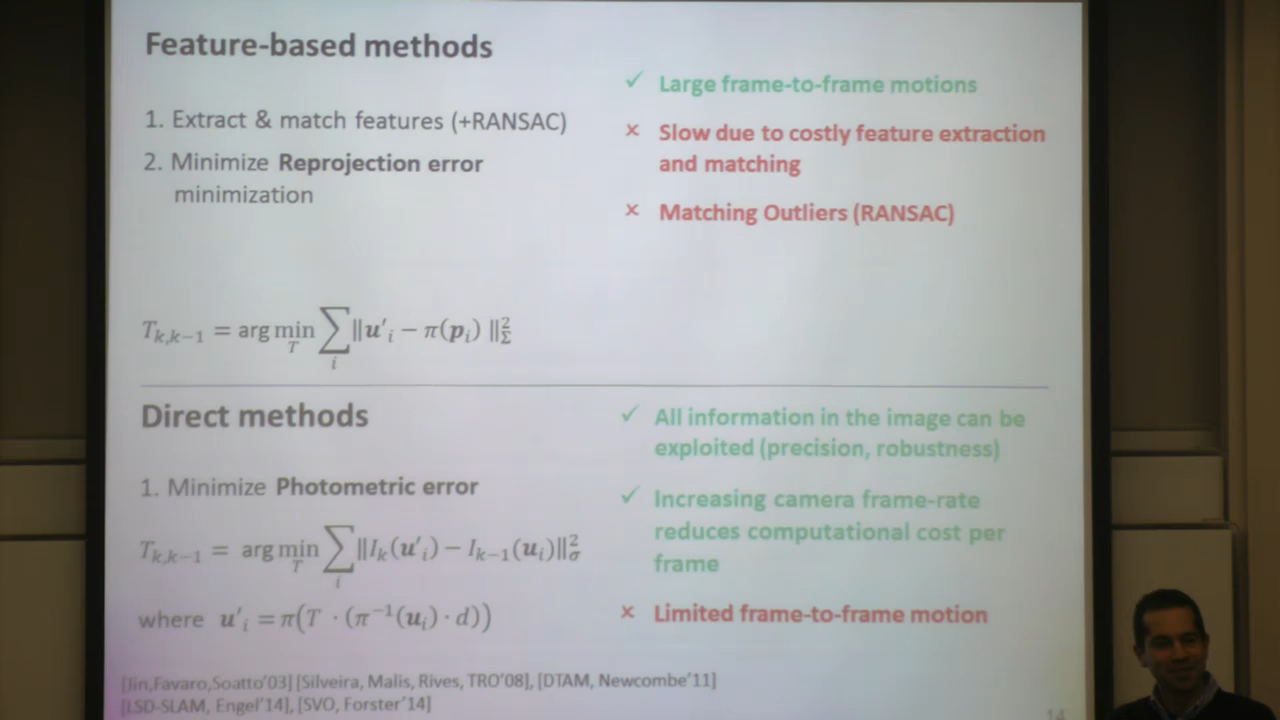 Feature-based methods
1. Extract & match features (+RANSAC)
2. Minimize Reprojection error
minimization
T_{k,k−1} = arg min_T ∑_i ‖u'_i − π(p_i)‖²_Σ
✓ Large frame-to-frame motions
× Slow due to costly feature extraction
and matching
× Matching Outliers (RANSAC)
Direct methods
1. Minimize Photometric error
T_{k,k−1} = arg min_T ∑_i ‖I_k(u'_i) − I_{k−1}(u_i)‖²_σ
where u'_i = π(T · (π⁻¹(u_i) · d))
✓ All information in the image can be
exploited (precision, robustness)
✓ Increasing camera frame-rate
reduces computational cost per
frame
× Limited frame-to-frame motion
[Jin,Favaro,Soatto'03] [Silveira, Malis, Rives, TRO'08], [DTAM, Newcombe'11]
[LSD-SLAM, Engel'14], [SVO, Forster'14]
14